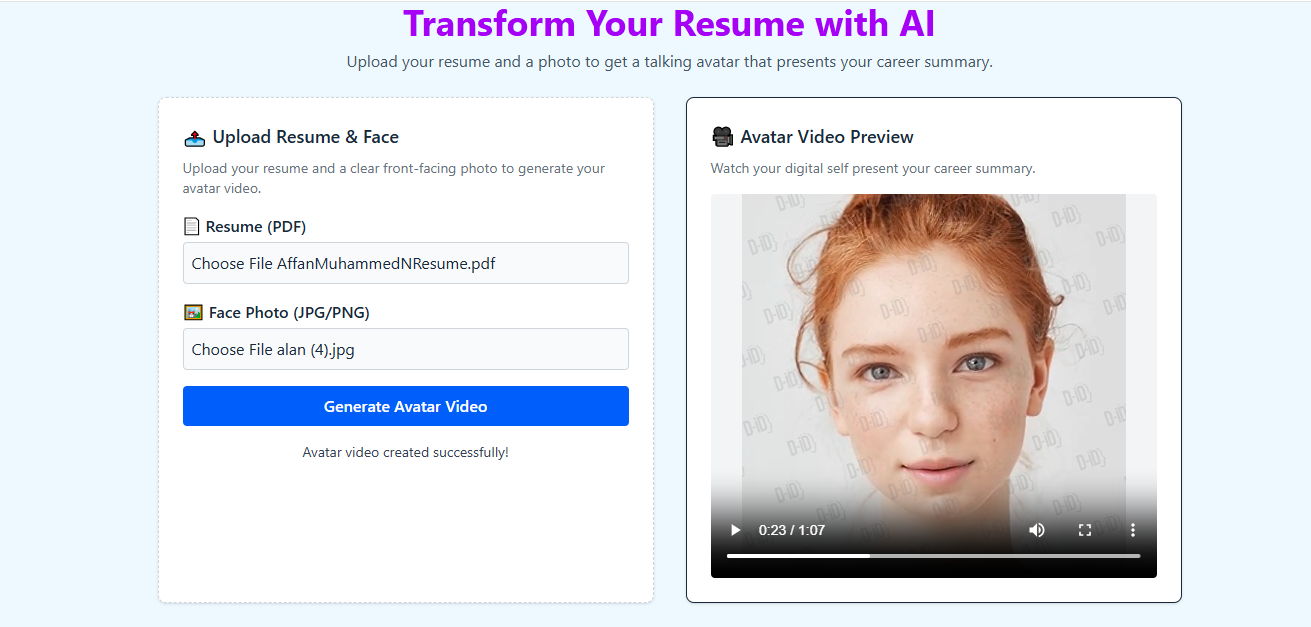 Transform Your Resume with AI
Upload your resume and a photo to get a talking avatar that presents your career summary.
Upload Resume & Face
Upload your resume and a clear front-facing photo to generate your
avatar video.
Resume (PDF)
Choose File AffanMuhammedNResume.pdf
Face Photo (JPG/PNG)
Choose File alan (4).jpg
Generate Avatar Video
Avatar video created successfully!
Avatar Video Preview
Watch your digital self present your career summary.
D-ID
0:23 / 1:07